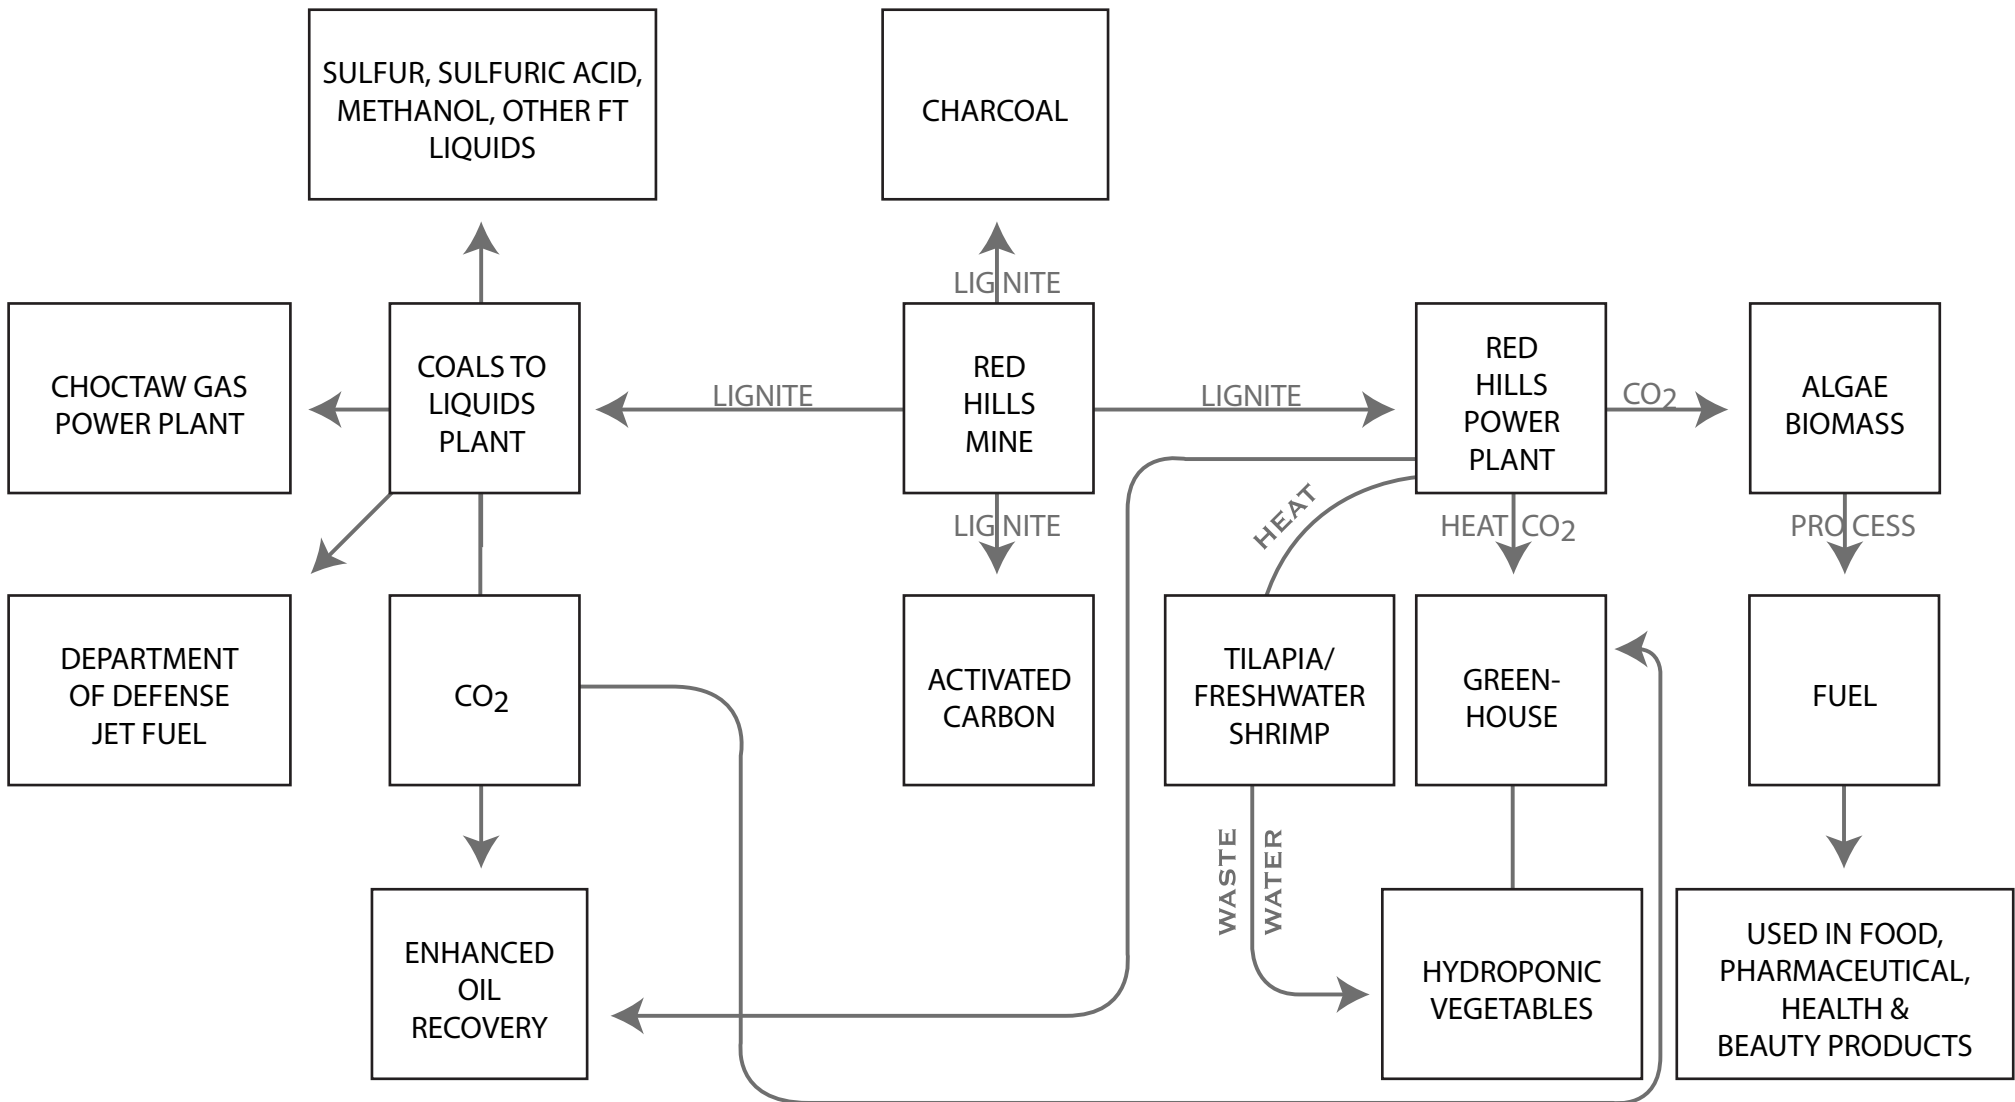 SULFUR, SULFURIC ACID,
METHANOL, OTHER FT
LIQUIDS
CHARCOAL
LIGNITE
CHOCTAW GAS
POWER PLANT
COALS TO
LIQUIDS
PLANT
LIGNITE
RED
HILLS
MINE
LIGNITE
RED
HILLS
POWER
PLANT
CO2
ALGAE
BIOMASS
LIGNITE
HEAT
HEAT CO2
PROCESS
DEPARTMENT
OF DEFENSE
JET FUEL
CO2
ACTIVATED
CARBON
TILAPIA/
FRESHWATER
SHRIMP
GREEN-
HOUSE
FUEL
WASTE
WATER
ENHANCED
OIL
RECOVERY
HYDROPONIC
VEGETABLES
USED IN FOOD,
PHARMACEUTICAL,
HEALTH &
BEAUTY PRODUCTS